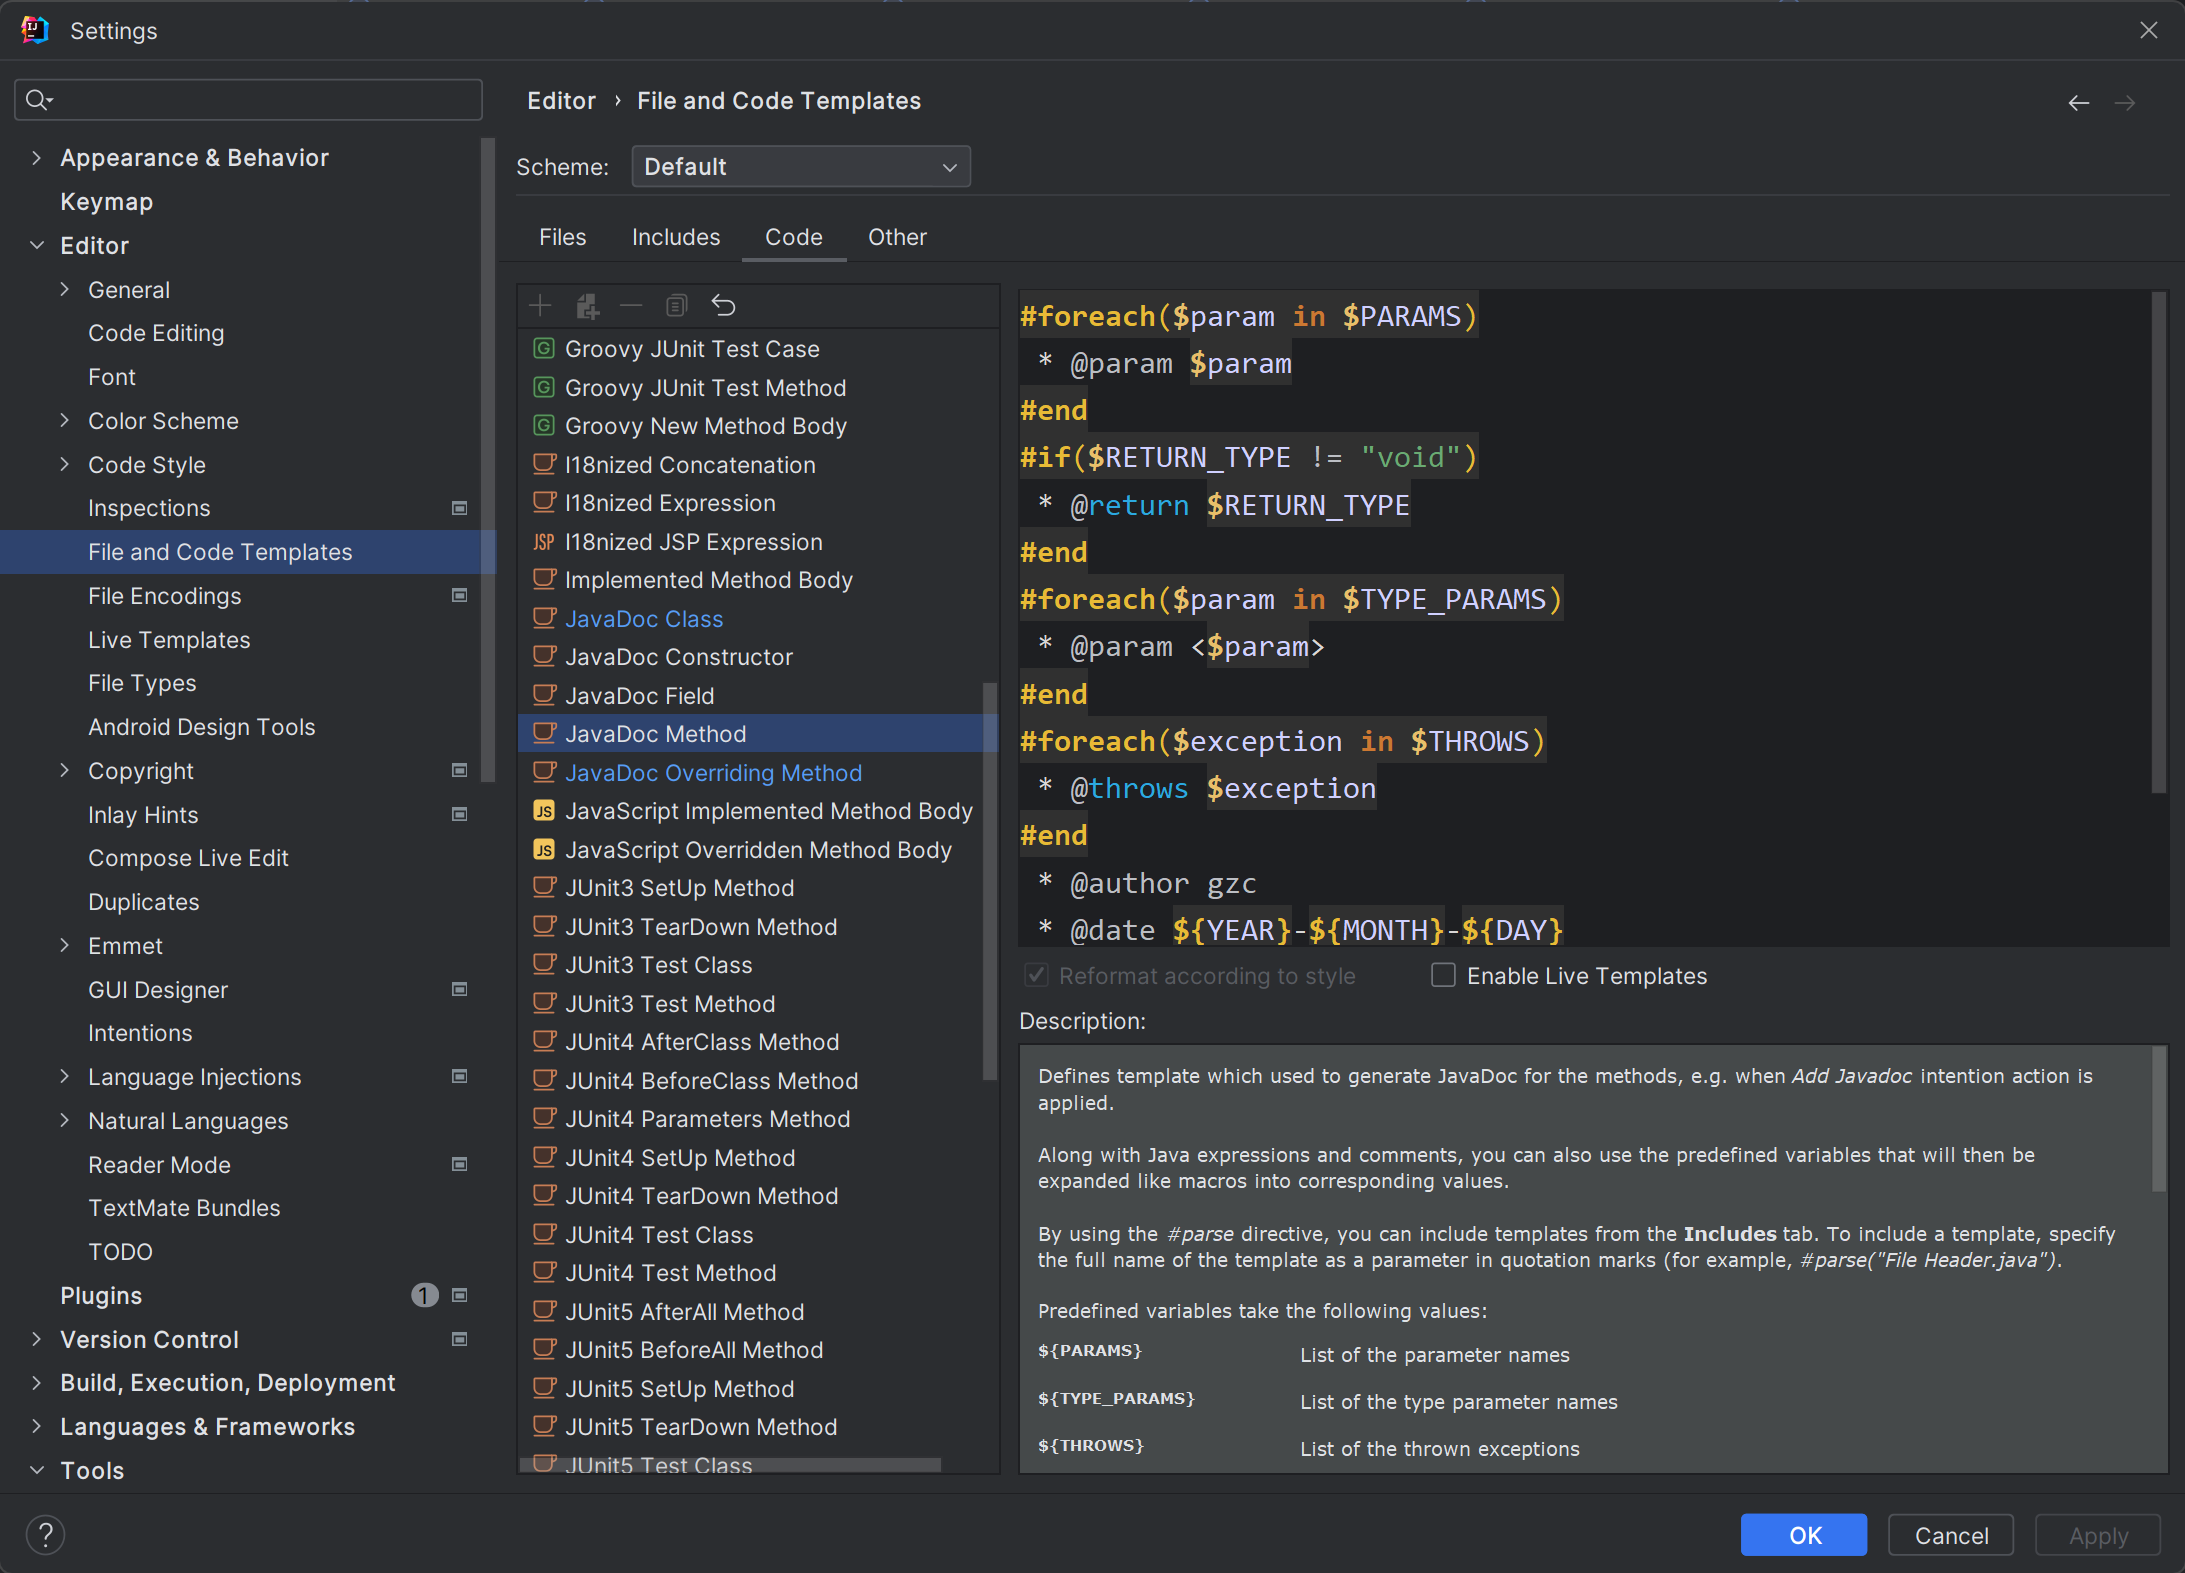 Settings
Appearance & Behavior
Keymap
Editor
General
Code Editing
Font
Color Scheme
Code Style
Inspections
File and Code Templates
File Encodings
Live Templates
File Types
Android Design Tools
Copyright
Inlay Hints
Compose Live Edit
Duplicates
Emmet
GUI Designer
Intentions
Language Injections
Natural Languages
Reader Mode
TextMate Bundles
TODO
Plugins 1
Version Control
Build, Execution, Deployment
Languages & Frameworks
Tools
Editor › File and Code Templates
Scheme: Default
Files Includes Code Other
Groovy JUnit Test Case
Groovy JUnit Test Method
Groovy New Method Body
I18nized Concatenation
I18nized Expression
JSP I18nized JSP Expression
Implemented Method Body
JavaDoc Class
JavaDoc Constructor
JavaDoc Field
JavaDoc Method
JavaDoc Overriding Method
JS JavaScript Implemented Method Body
JS JavaScript Overridden Method Body
JUnit3 SetUp Method
JUnit3 TearDown Method
JUnit3 Test Class
JUnit3 Test Method
JUnit4 AfterClass Method
JUnit4 BeforeClass Method
JUnit4 Parameters Method
JUnit4 SetUp Method
JUnit4 TearDown Method
JUnit4 Test Class
JUnit4 Test Method
JUnit5 AfterAll Method
JUnit5 BeforeAll Method
JUnit5 SetUp Method
JUnit5 TearDown Method
JUnit5 Test Class
#foreach($param in $PARAMS)
 * @param $param
#end
#if($RETURN_TYPE != "void")
 * @return $RETURN_TYPE
#end
#foreach($param in $TYPE_PARAMS)
 * @param <$param>
#end
#foreach($exception in $THROWS)
 * @throws $exception
#end
 * @author gzc
 * @date ${YEAR}-${MONTH}-${DAY}
Reformat according to style Enable Live Templates
Description:
Defines template which used to generate JavaDoc for the methods, e.g. when Add Javadoc intention action is
applied.
Along with Java expressions and comments, you can also use the predefined variables that will then be
expanded like macros into corresponding values.
By using the #parse directive, you can include templates from the Includes tab. To include a template, specify
the full name of the template as a parameter in quotation marks (for example, #parse("File Header.java").
Predefined variables take the following values:
${PARAMS} List of the parameter names
${TYPE_PARAMS} List of the type parameter names
${THROWS} List of the thrown exceptions
? OK Cancel Apply